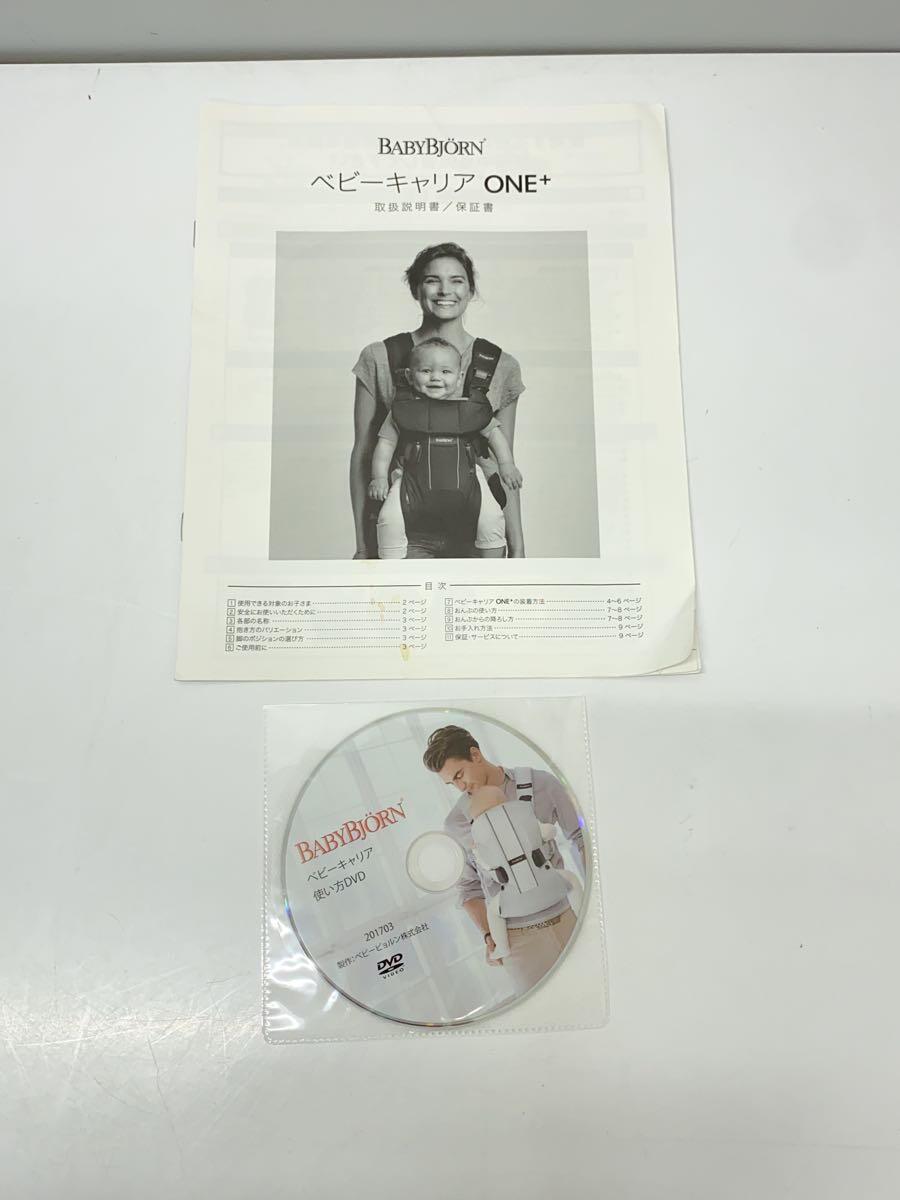 BABYBJÖRN®
ベビーキャリア ONE+
取扱説明書／保証書
目次
1 使用できる対象のお子さま 2 ページ
2 安全にお使いいただくために 2 ページ
3 各部の名称 3 ページ
4 抱き方のバリエーション 3 ページ
5 脚のポジションの選び方 3 ページ
6 ご使用前に 3 ページ
7 ベビーキャリア ONE+の装着方法 4〜6 ページ
8 おんぶの使い方 7〜8 ページ
9 おんぶからの降ろし方 7〜8 ページ
10 お手入れ方法 9 ページ
11 保証・サービスについて 9 ページ
BABYBJÖRN®
ベビーキャリア
使い方DVD
201703
製作：ベビービョルン株式会社
DVD
VIDEO